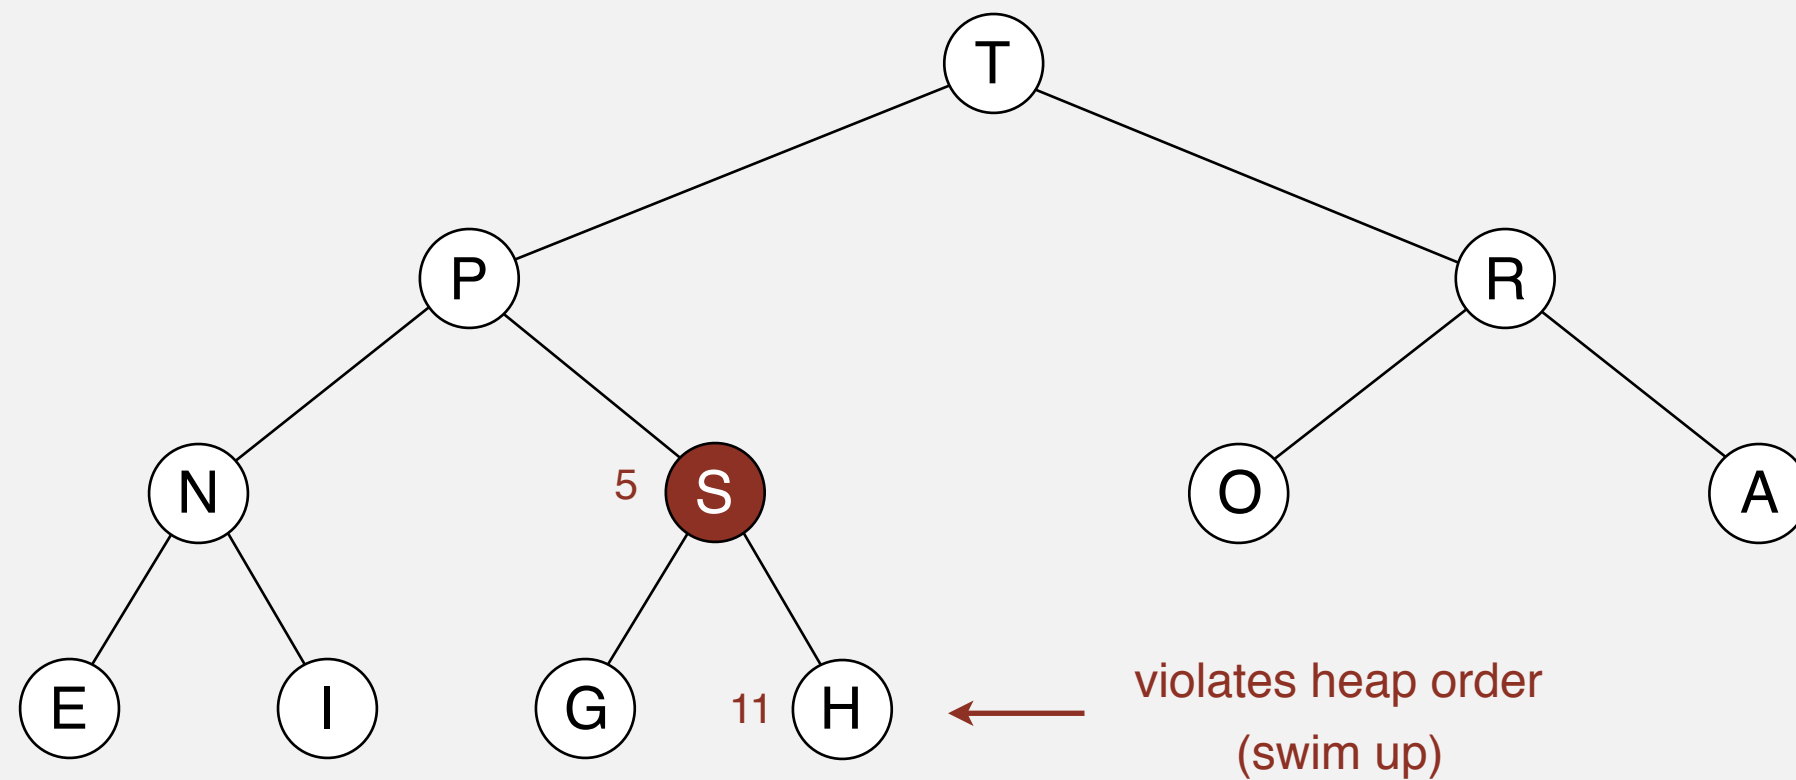 T
P
R
N
5
S
O
A
E
I
G
11
H
violates heap order
(swim up)